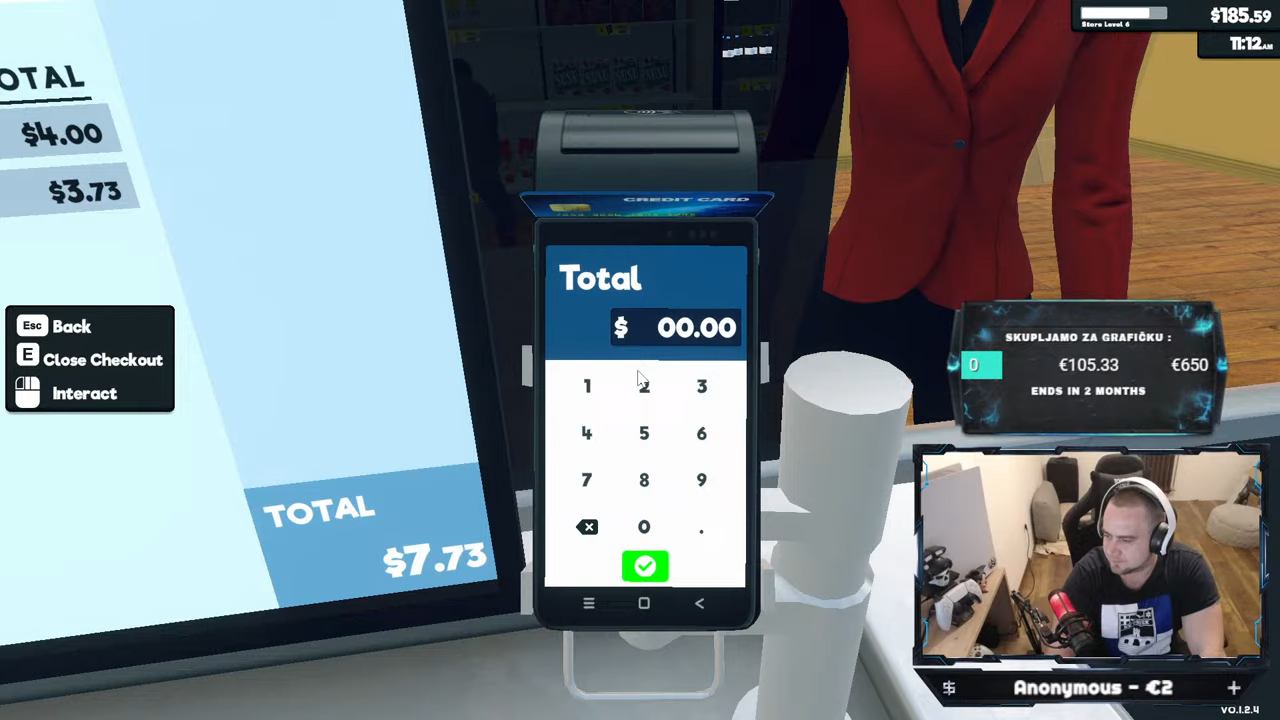 OTAL
$4.00
$3.73
TOTAL
$7.73
Esc Back
E Close Checkout
Interact
CREDIT CARD
Total
$ 00.00
1 2 3
4 5 6
7 8 9
0 .
Store Level 6
$185.59
11:12AM
SKUPLJAMO ZA GRAFIČKU :
0 €105.33 €650
ENDS IN 2 MONTHS
$ Anonymous - €2 +
V0.1.2.4